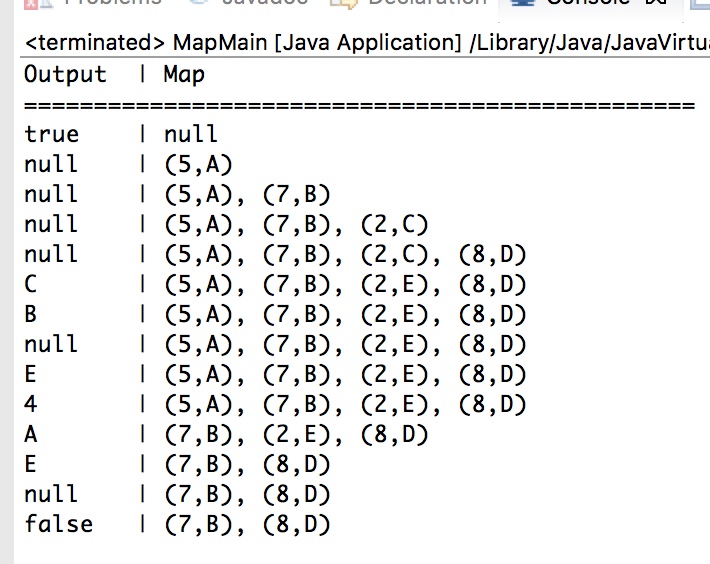 Problems Javadoc Declaration Console
<terminated> MapMain [Java Application] /Library/Java/JavaVirtua
Output | Map
================================================
true | null
null | (5,A)
null | (5,A), (7,B)
null | (5,A), (7,B), (2,C)
null | (5,A), (7,B), (2,C), (8,D)
C | (5,A), (7,B), (2,E), (8,D)
B | (5,A), (7,B), (2,E), (8,D)
null | (5,A), (7,B), (2,E), (8,D)
E | (5,A), (7,B), (2,E), (8,D)
4 | (5,A), (7,B), (2,E), (8,D)
A | (7,B), (2,E), (8,D)
E | (7,B), (8,D)
null | (7,B), (8,D)
false | (7,B), (8,D)